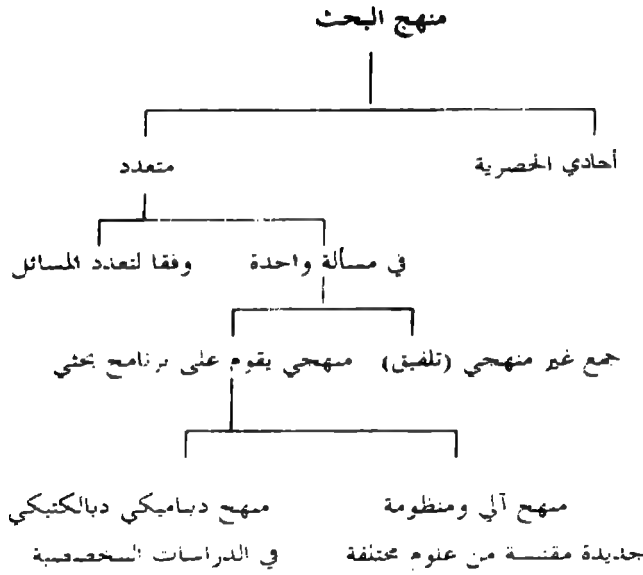 منهج البحث
أحادي الحصرية
متعدد
في مسألة واحدة
وفقا لتعدد المسائل
جمع غير منهجي (تلفيق)
منهجي يقوم على برنامج بحثي
منهج آلي ومنظومة
جديدة مقتبسة من علوم مختلفة
منهج ديناميكي ديالكتيكي
في الدراسات التخصصية